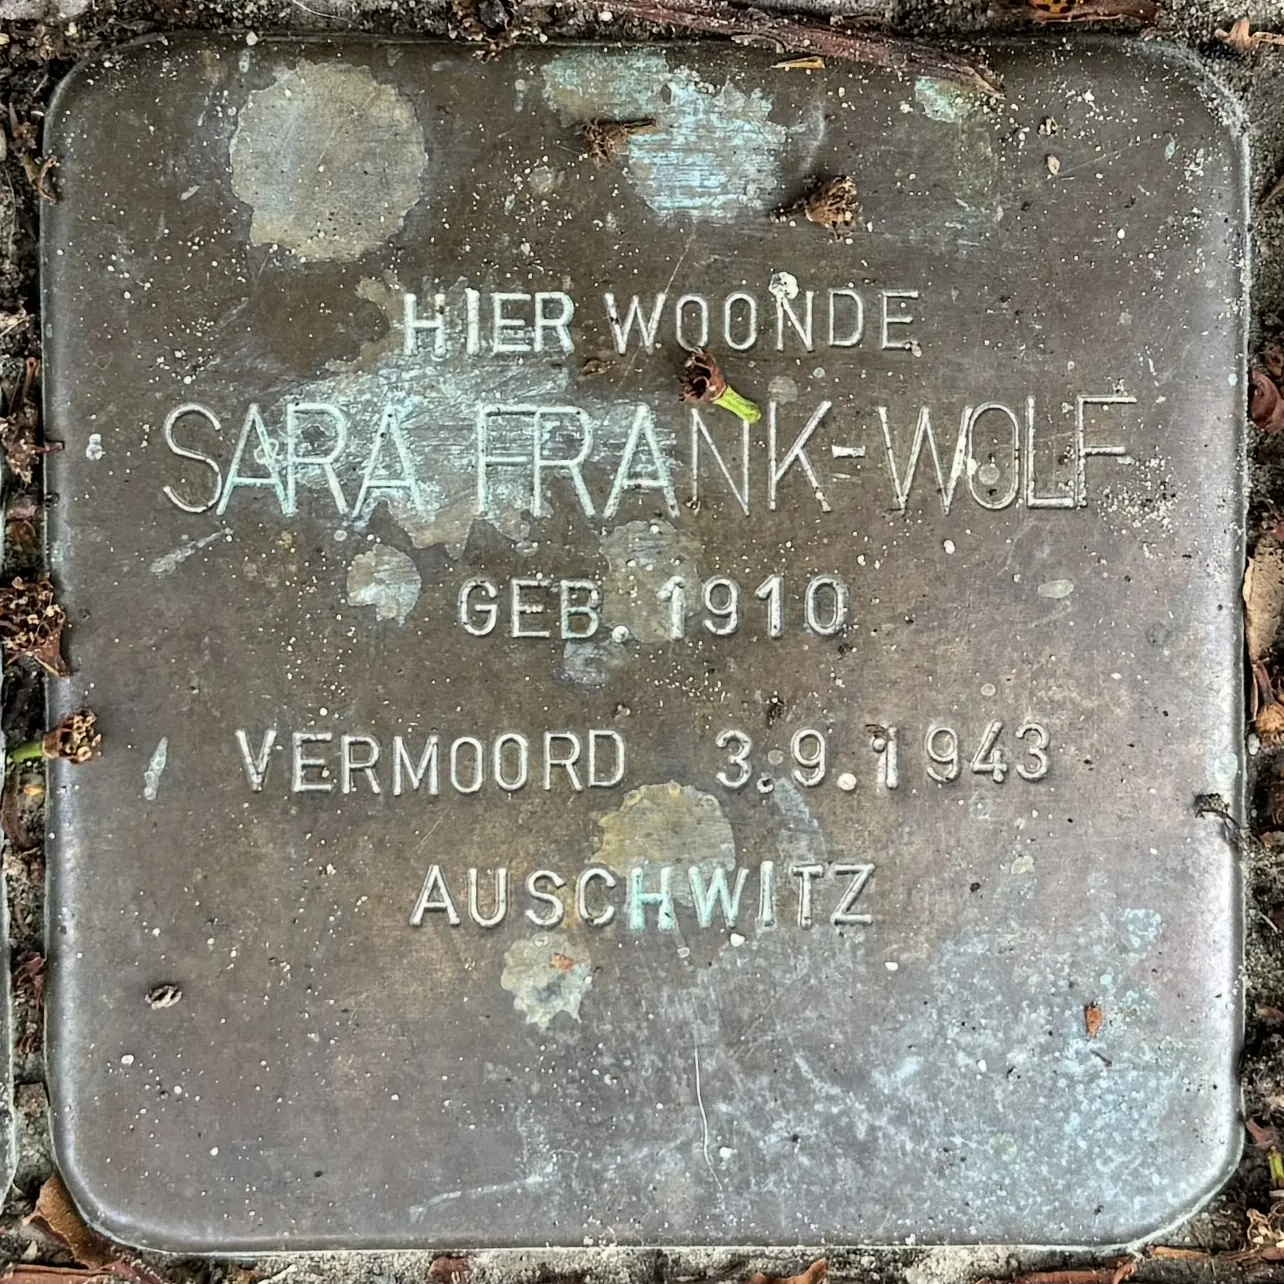 HIER WOONDE
SARA FRANK-WOLF
GEB. 1910
VERMOORD 3.9.1943
AUSCHWITZ